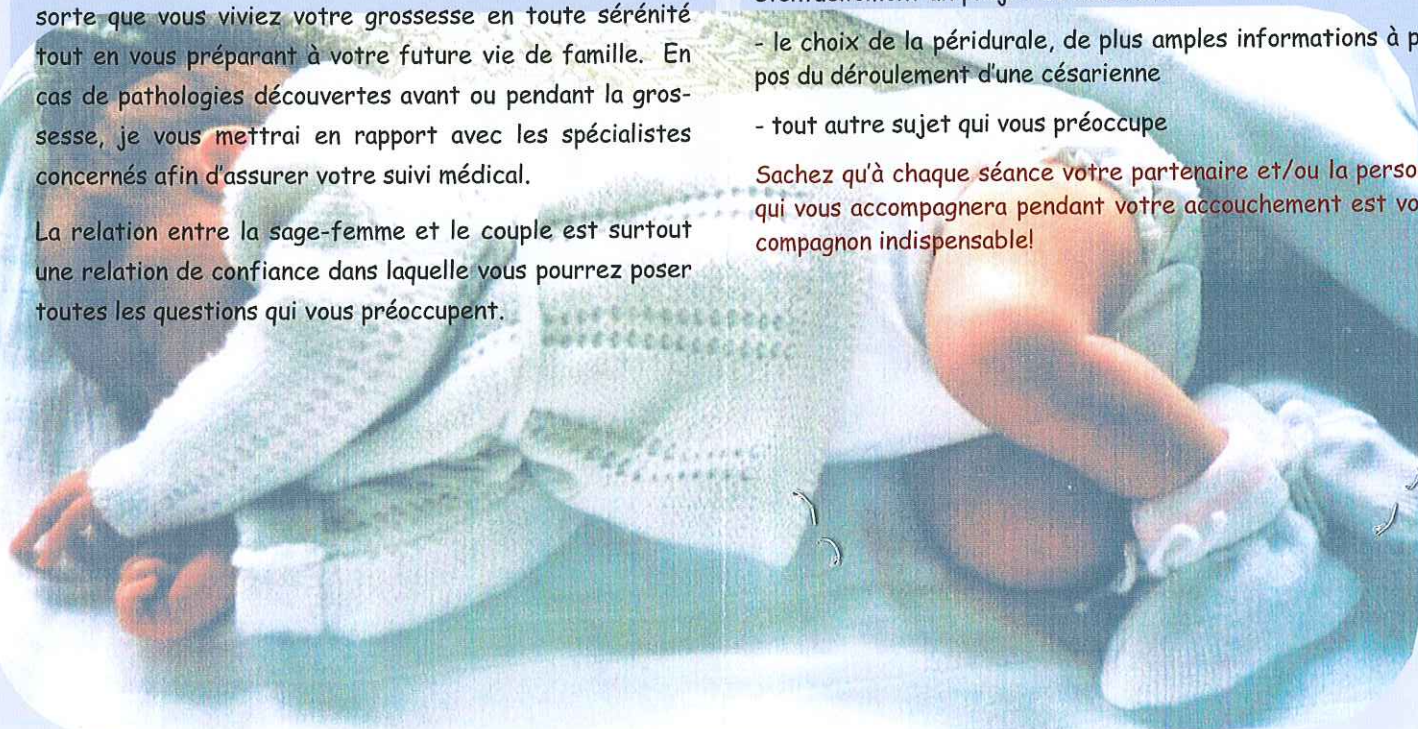 sorte que vous viviez votre grossesse en toute sérénité
tout en vous préparant à votre future vie de famille. En
cas de pathologies découvertes avant ou pendant la gros-
sesse, je vous mettrai en rapport avec les spécialistes
concernés afin d'assurer votre suivi médical.
La relation entre la sage-femme et le couple est surtout
une relation de confiance dans laquelle vous pourrez poser
toutes les questions qui vous préoccupent.
- le choix de la péridurale, de plus amples informations à p
pos du déroulement d'une césarienne
- tout autre sujet qui vous préoccupe
Sachez qu'à chaque séance votre partenaire et/ou la perso
qui vous accompagnera pendant votre accouchement est vo
compagnon indispensable!